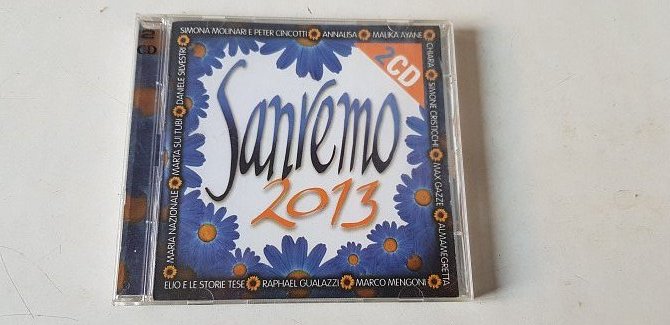 2
CD
SIMONA MOLINARI E PETER CINCOTTI ANNALISA MALIKA AYANE
CHIARA SIMONE CRISTICCHI MAX GAZZE ALMAMEGRETTA
2CD
Sanremo
2013
DANIELE SILVESTRI
MARTA SUI TUBI
MARIA NAZIONALE
ELIO E LE STORIE TESE RAPHAEL GUALAZZI MARCO MENGONI